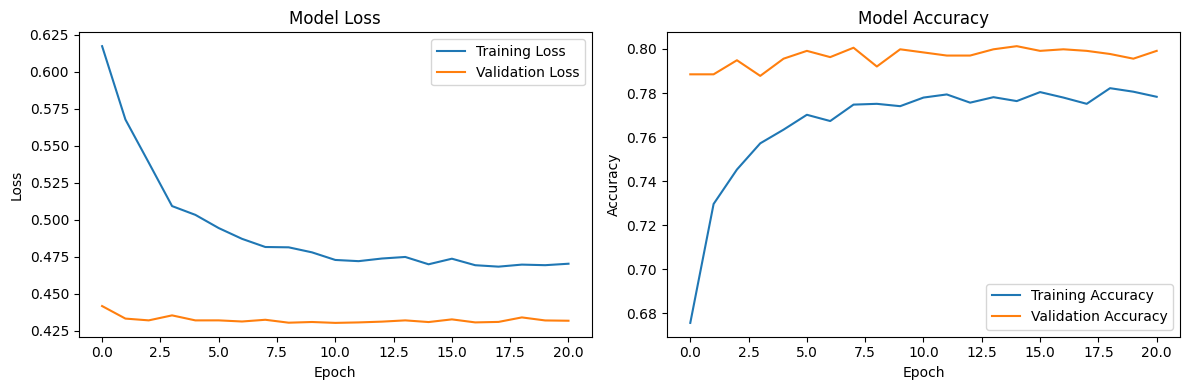 Model Loss
0.625
0.600
0.575
0.550
0.525
0.500
0.475
0.450
0.425
Loss
Training Loss
Validation Loss
0.0 2.5 5.0 7.5 10.0 12.5 15.0 17.5 20.0
Epoch
Model Accuracy
0.80
0.78
0.76
0.74
0.72
0.70
0.68
Accuracy
Training Accuracy
Validation Accuracy
0.0 2.5 5.0 7.5 10.0 12.5 15.0 17.5 20.0
Epoch